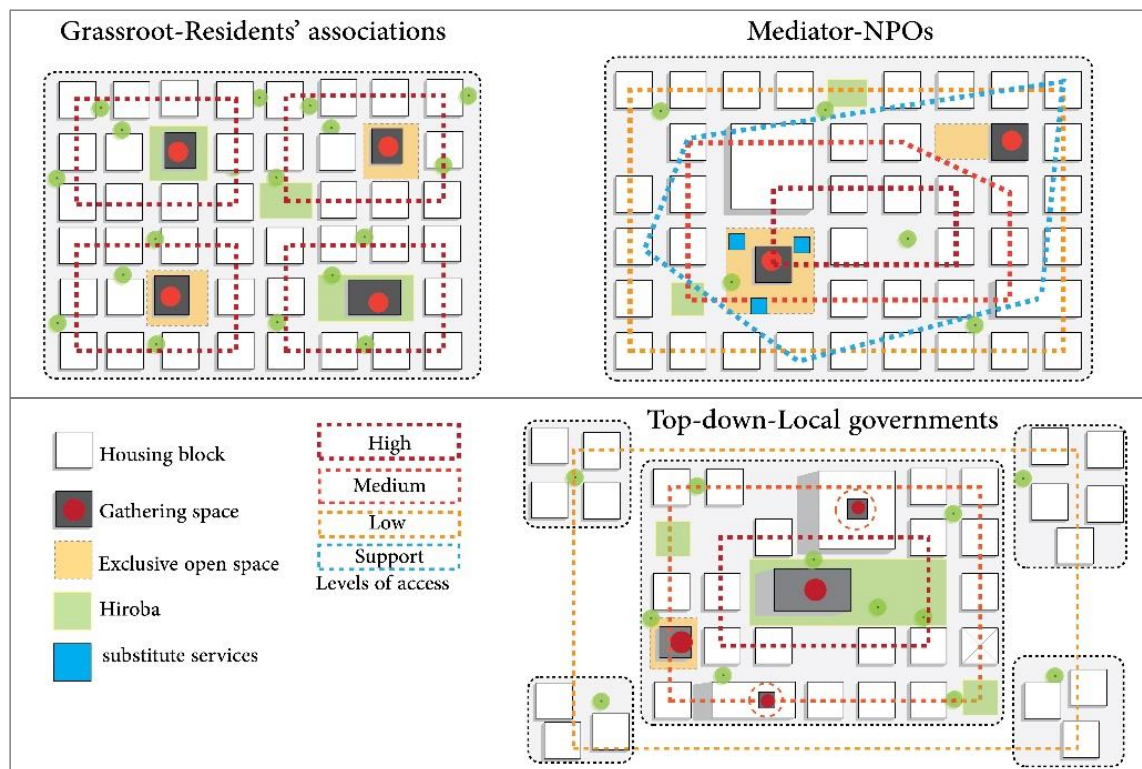 Grassroot-Residents' associations
Mediator-NPOs
Top-down-Local governments
Housing block
Gathering space
Exclusive open space
Hiroba
substitute services
High
Medium
Low
Support
Levels of access